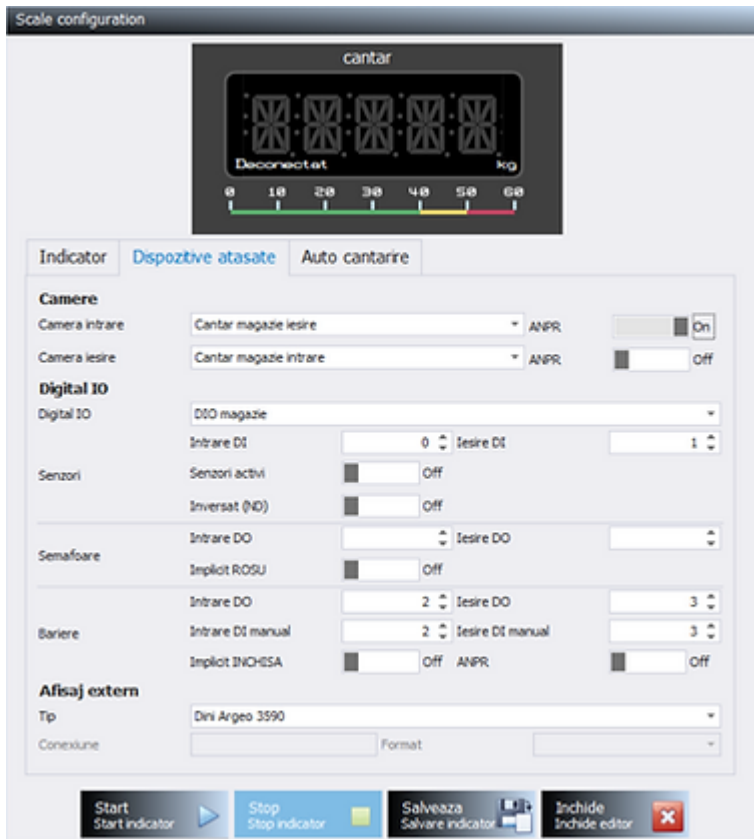 Scale configuration
cantar
Deconectat kg
0 10 20 30 40 50 60
Indicator Dispozitive atasate Auto cantarire
Camere
Camera intrare Cantar magazie iesire ANPR On
Camera iesire Cantar magazie intrare ANPR Off
Digital IO
Digital IO DIO magazie
Intrare DI 0 Iesire DI 1
Senzori Senzori activi Off
Inversat (ND) Off
Intrare DO Iesire DO
Semafoare
Implicit ROSU Off
Intrare DO 2 Iesire DO 3
Bariere Intrare DI manual 2 Iesire DI manual 3
Implicit INCHISA Off ANPR Off
Afisaj extern
Tip Dini Argeo 3590
Conexiune Format
Start Stop Salveaza Inchide
Start indicator Stop indicator Salvare indicator Inchide editor